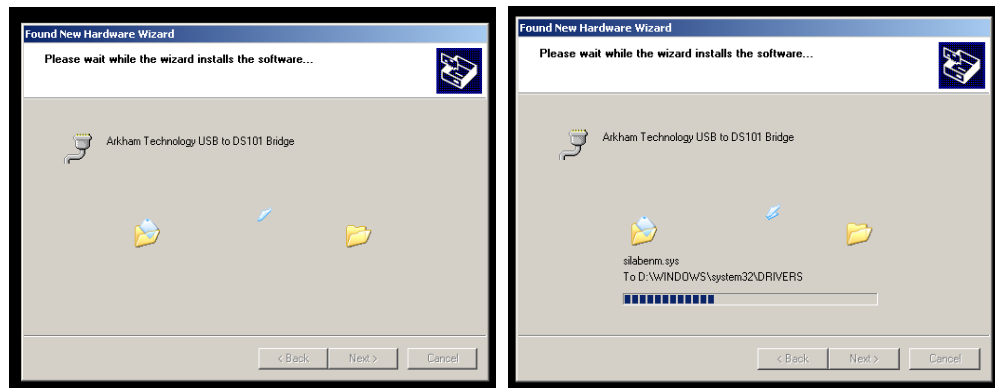 Found New Hardware Wizard
Please wait while the wizard installs the software...
Arkham Technology USB to DS101 Bridge
< Back
Next >
Cancel
Found New Hardware Wizard
Please wait while the wizard installs the software...
Arkham Technology USB to DS101 Bridge
silabenm.sys
To D:\WINDOWS\system32\DRIVERS
< Back
Next >
Cancel